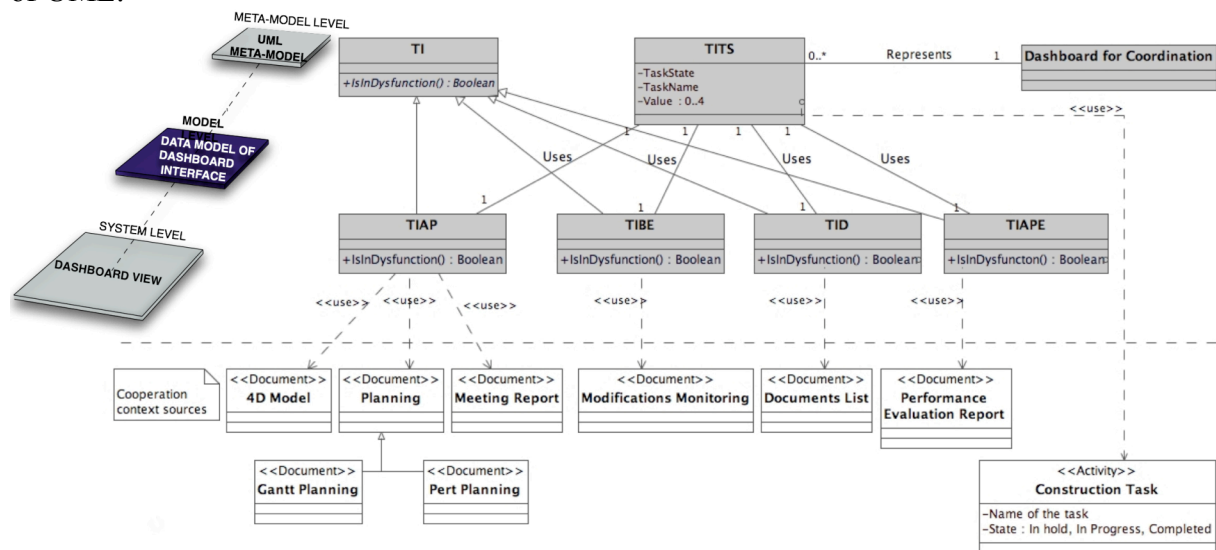 of UML.
META-MODEL LEVEL
UML
META-MODEL
MODEL
LEVEL
DATA MODEL OF
DASHBOARD
INTERFACE
SYSTEM LEVEL
DASHBOARD VIEW
TI
+IsInDysfunction() : Boolean
TITS
-TaskState
-TaskName
-Value : 0..4
0..*
Represents
1
Dashboard for Coordination
<<use>>
1
1
1
1
Uses
Uses
Uses
Uses
1
1
1
1
TIAP
+IsInDysfunction() : Boolean
TIBE
+IsInDysfunction() : Boolean
TID
+IsInDysfunction() : Boolean
TIAPE
+IsInDysfuncton() : Boolean
<<use>>
<<use>>
<<use>>
<<use>>
<<use>>
<<use>>
Cooperation
context sources
<<Document>>
4D Model
<<Document>>
Planning
<<Document>>
Meeting Report
<<Document>>
Modifications Monitoring
<<Document>>
Documents List
<<Document>>
Performance
Evaluation Report
<<Document>>
Gantt Planning
<<Document>>
Pert Planning
<<Activity>>
Construction Task
-Name of the task
-State : In hold, In Progress, Completed